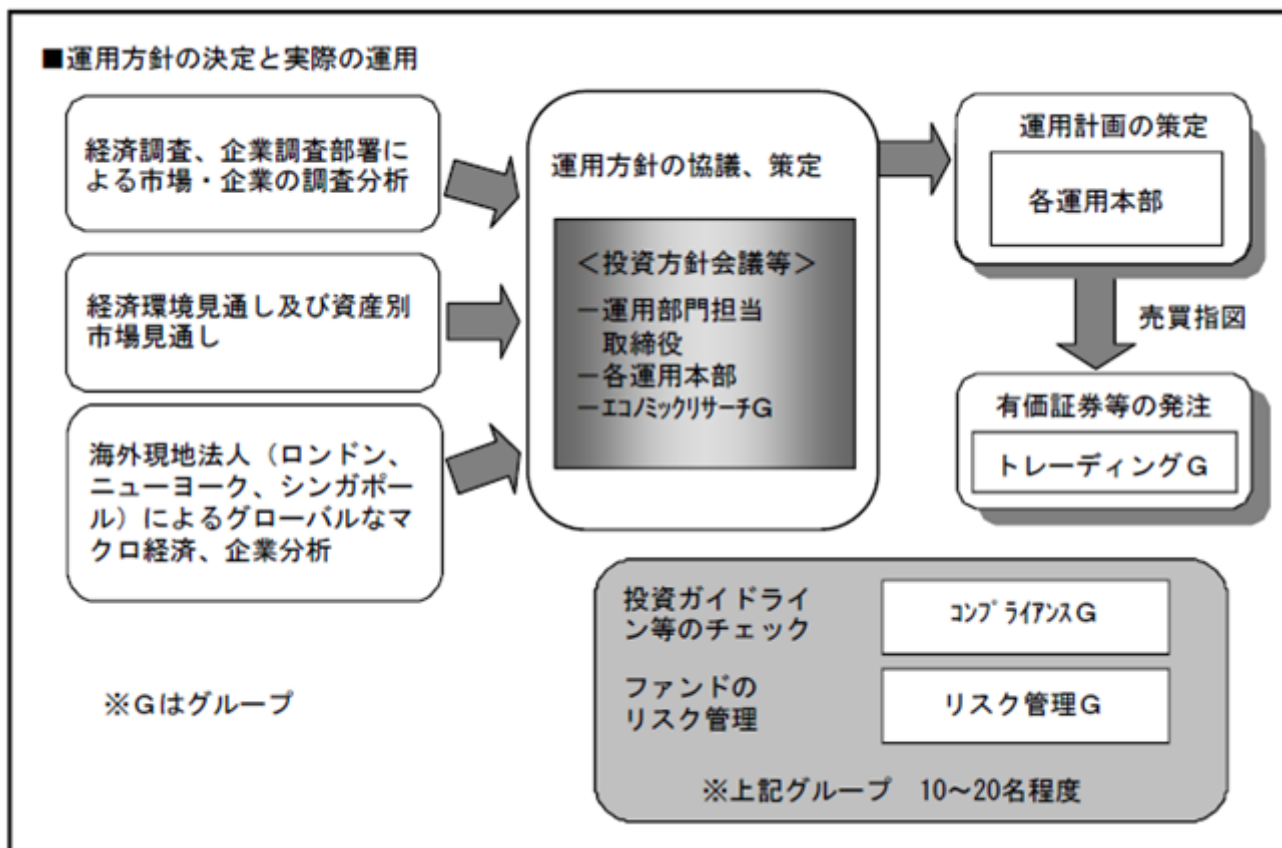 ■運用方針の決定と実際の運用
経済調査、企業調査部署に
よる市場・企業の調査分析
経済環境見通し及び資産別
市場見通し
海外現地法人（ロンドン、
ニューヨーク、シンガポー
ル）によるグローバルなマ
クロ経済、企業分析
※Ｇはグループ
運用方針の協議、策定
＜投資方針会議等＞
－運用部門担当
取締役
－各運用本部
－ｴｺﾉﾐｯｸﾘｻｰﾁＧ
運用計画の策定
各運用本部
売買指図
有価証券等の発注
トレーディングＧ
投資ガイドライ
ン等のチェック
ｺﾝﾌﾟﾗｲｱﾝｽＧ
ファンドの
リスク管理
リスク管理Ｇ
※上記グループ　10～20名程度